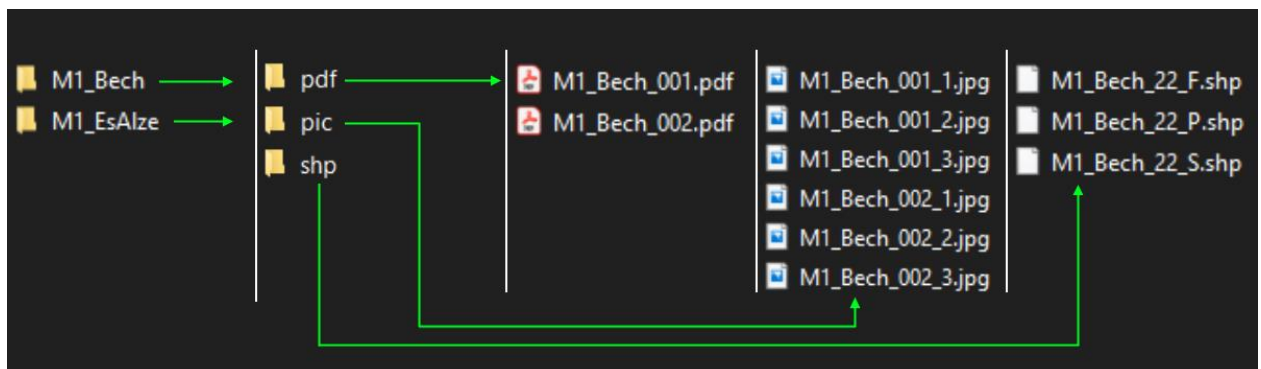 M1_Bech
M1_EsAlze
pdf
pic
shp
M1_Bech_001.pdf
M1_Bech_002.pdf
M1_Bech_001_1.jpg
M1_Bech_001_2.jpg
M1_Bech_001_3.jpg
M1_Bech_002_1.jpg
M1_Bech_002_2.jpg
M1_Bech_002_3.jpg
M1_Bech_22_F.shp
M1_Bech_22_P.shp
M1_Bech_22_S.shp